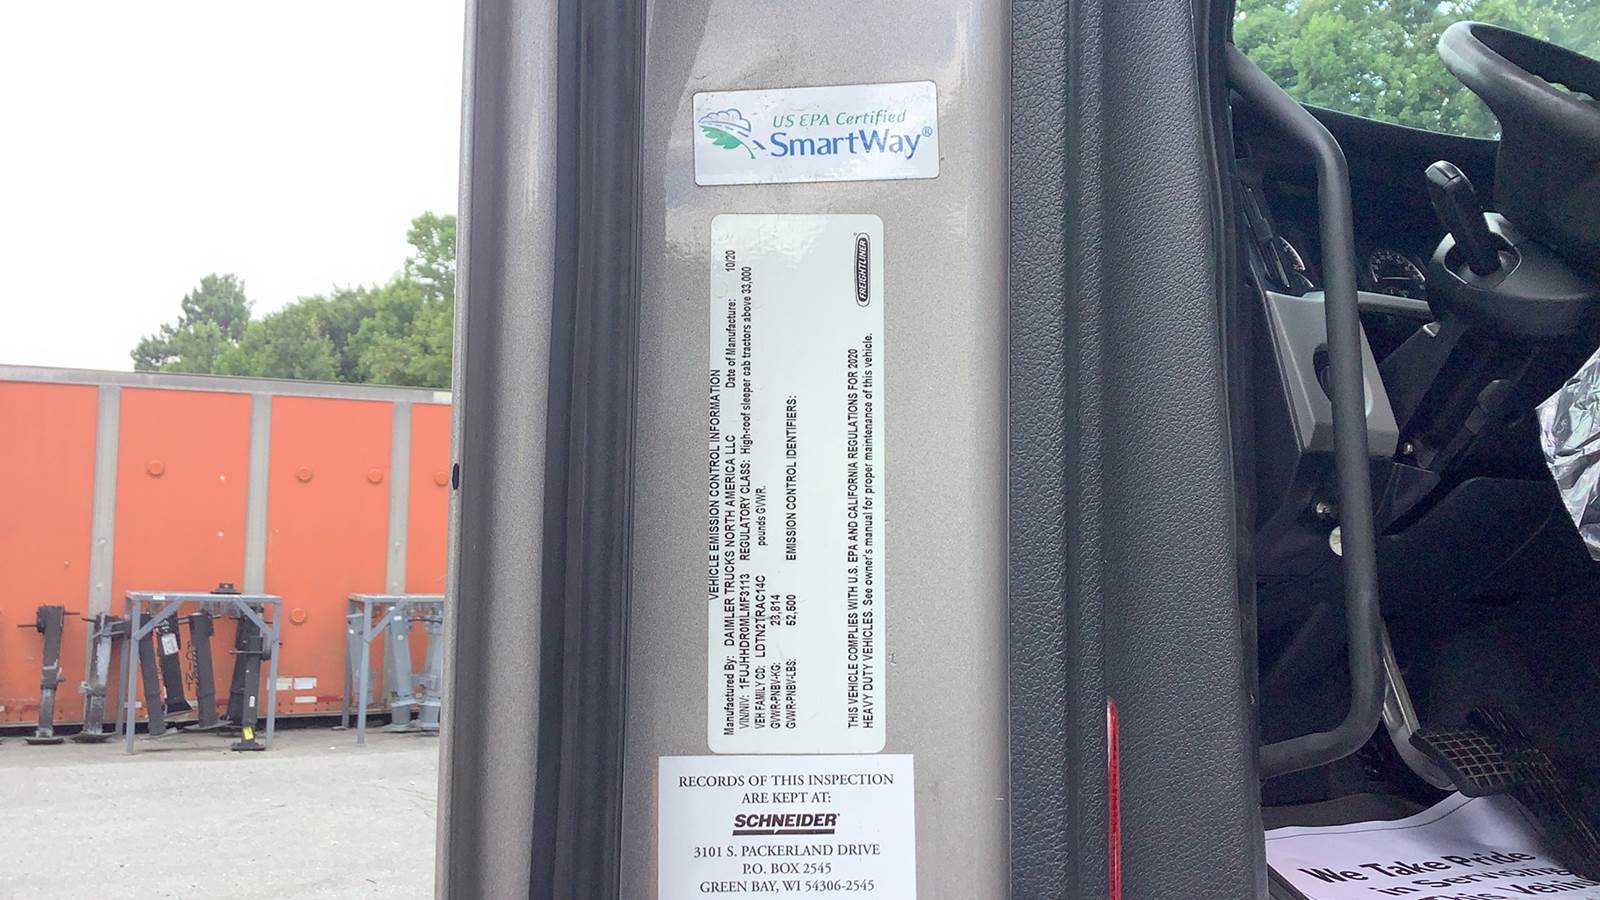 US EPA Certified
SmartWay®
VEHICLE EMISSION CONTROL INFORMATION
Manufactured By: DAIMLER TRUCKS NORTH AMERICA LLC Date of Manufacture: 10/20
VIN/NIV: 1FUJHHDR0MLMF3113 REGULATORY CLASS: High-roof sleeper cab tractors above 33,000
VEH FAMILY CD: LDTN2TRAC14C pounds GVWR.
GVWR-PNBV-KG: 23,814
GVWR-PNBV-LBS: 52,500 EMISSION CONTROL IDENTIFIERS:
THIS VEHICLE COMPLIES WITH U.S. EPA AND CALIFORNIA REGULATIONS FOR 2020
HEAVY DUTY VEHICLES. See owner's manual for proper maintenance of this vehicle.
FREIGHTLINER
RECORDS OF THIS INSPECTION
ARE KEPT AT:
SCHNEIDER
3101 S. PACKERLAND DRIVE
P.O. BOX 2545
GREEN BAY, WI 54306-2545
We Take Pride
in Servicing
This Vehicle